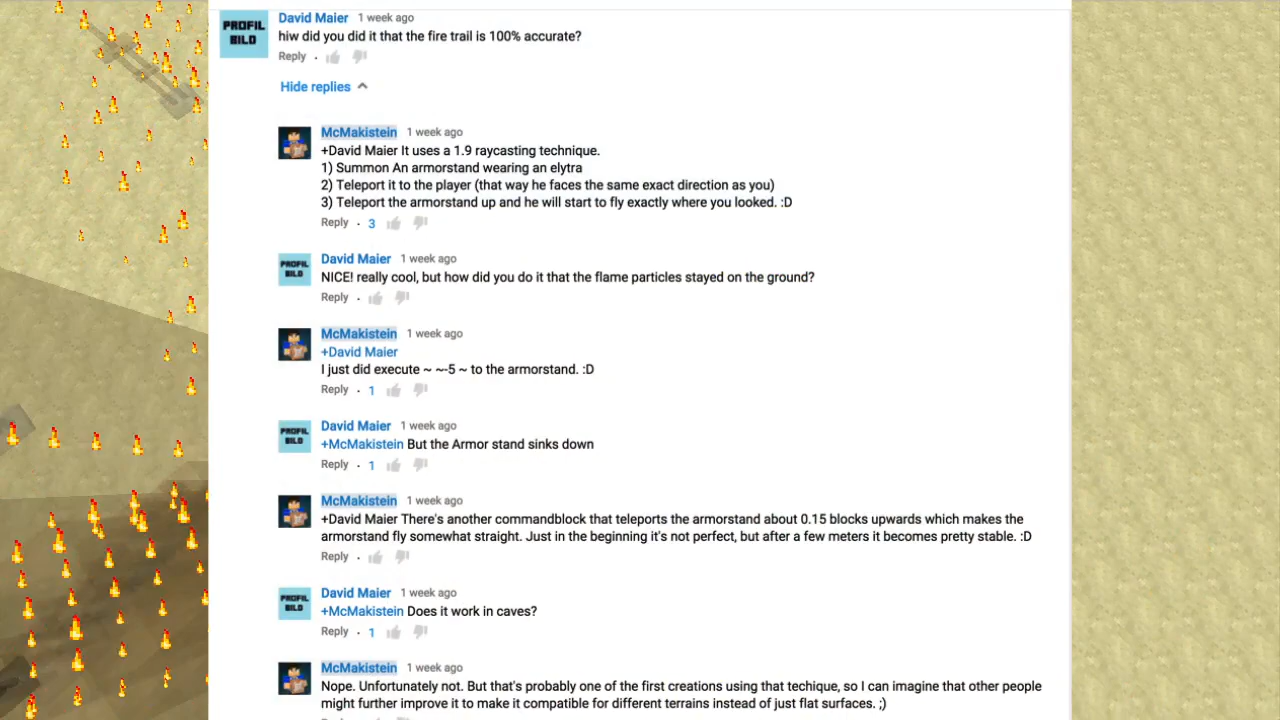 PROFIL
BILD
David Maier 1 week ago
hiw did you did it that the fire trail is 100% accurate?
Reply ·
Hide replies
McMakistein 1 week ago
+David Maier It uses a 1.9 raycasting technique.
1) Summon An armorstand wearing an elytra
2) Teleport it to the player (that way he faces the same exact direction as you)
3) Teleport the armorstand up and he will start to fly exactly where you looked. :D
Reply · 3
PROFIL
BILD
David Maier 1 week ago
NICE! really cool, but how did you do it that the flame particles stayed on the ground?
Reply ·
McMakistein 1 week ago
+David Maier
I just did execute ~ ~-5 ~ to the armorstand. :D
Reply · 1
PROFIL
BILD
David Maier 1 week ago
+McMakistein But the Armor stand sinks down
Reply · 1
McMakistein 1 week ago
+David Maier There's another commandblock that teleports the armorstand about 0.15 blocks upwards which makes the
armorstand fly somewhat straight. Just in the beginning it's not perfect, but after a few meters it becomes pretty stable. :D
Reply ·
PROFIL
BILD
David Maier 1 week ago
+McMakistein Does it work in caves?
Reply · 1
McMakistein 1 week ago
Nope. Unfortunately not. But that's probably one of the first creations using that techique, so I can imagine that other people
might further improve it to make it compatible for different terrains instead of just flat surfaces. ;)